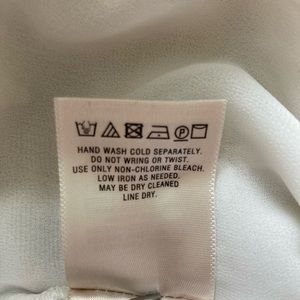 HAND WASH COLD SEPARATELY.
DO NOT WRING OR TWIST.
USE ONLY NON-CHLORINE BLEACH.
LOW IRON AS NEEDED.
MAY BE DRY CLEANED
LINE DRY.